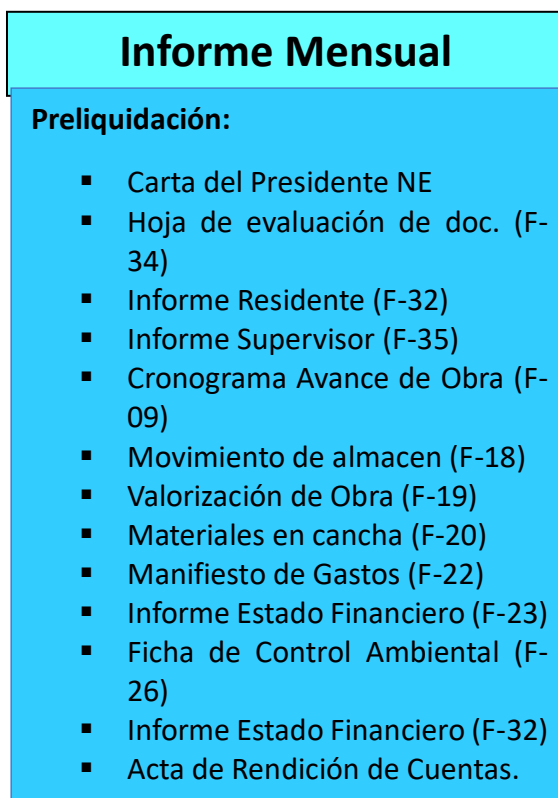 Informe Mensual
Preliquidación:
▪ Carta del Presidente NE
▪ Hoja de evaluación de doc. (F-
34)
▪ Informe Residente (F-32)
▪ Informe Supervisor (F-35)
▪ Cronograma Avance de Obra (F-
09)
▪ Movimiento de almacen (F-18)
▪ Valorización de Obra (F-19)
▪ Materiales en cancha (F-20)
▪ Manifiesto de Gastos (F-22)
▪ Informe Estado Financiero (F-23)
▪ Ficha de Control Ambiental (F-
26)
▪ Informe Estado Financiero (F-32)
▪ Acta de Rendición de Cuentas.